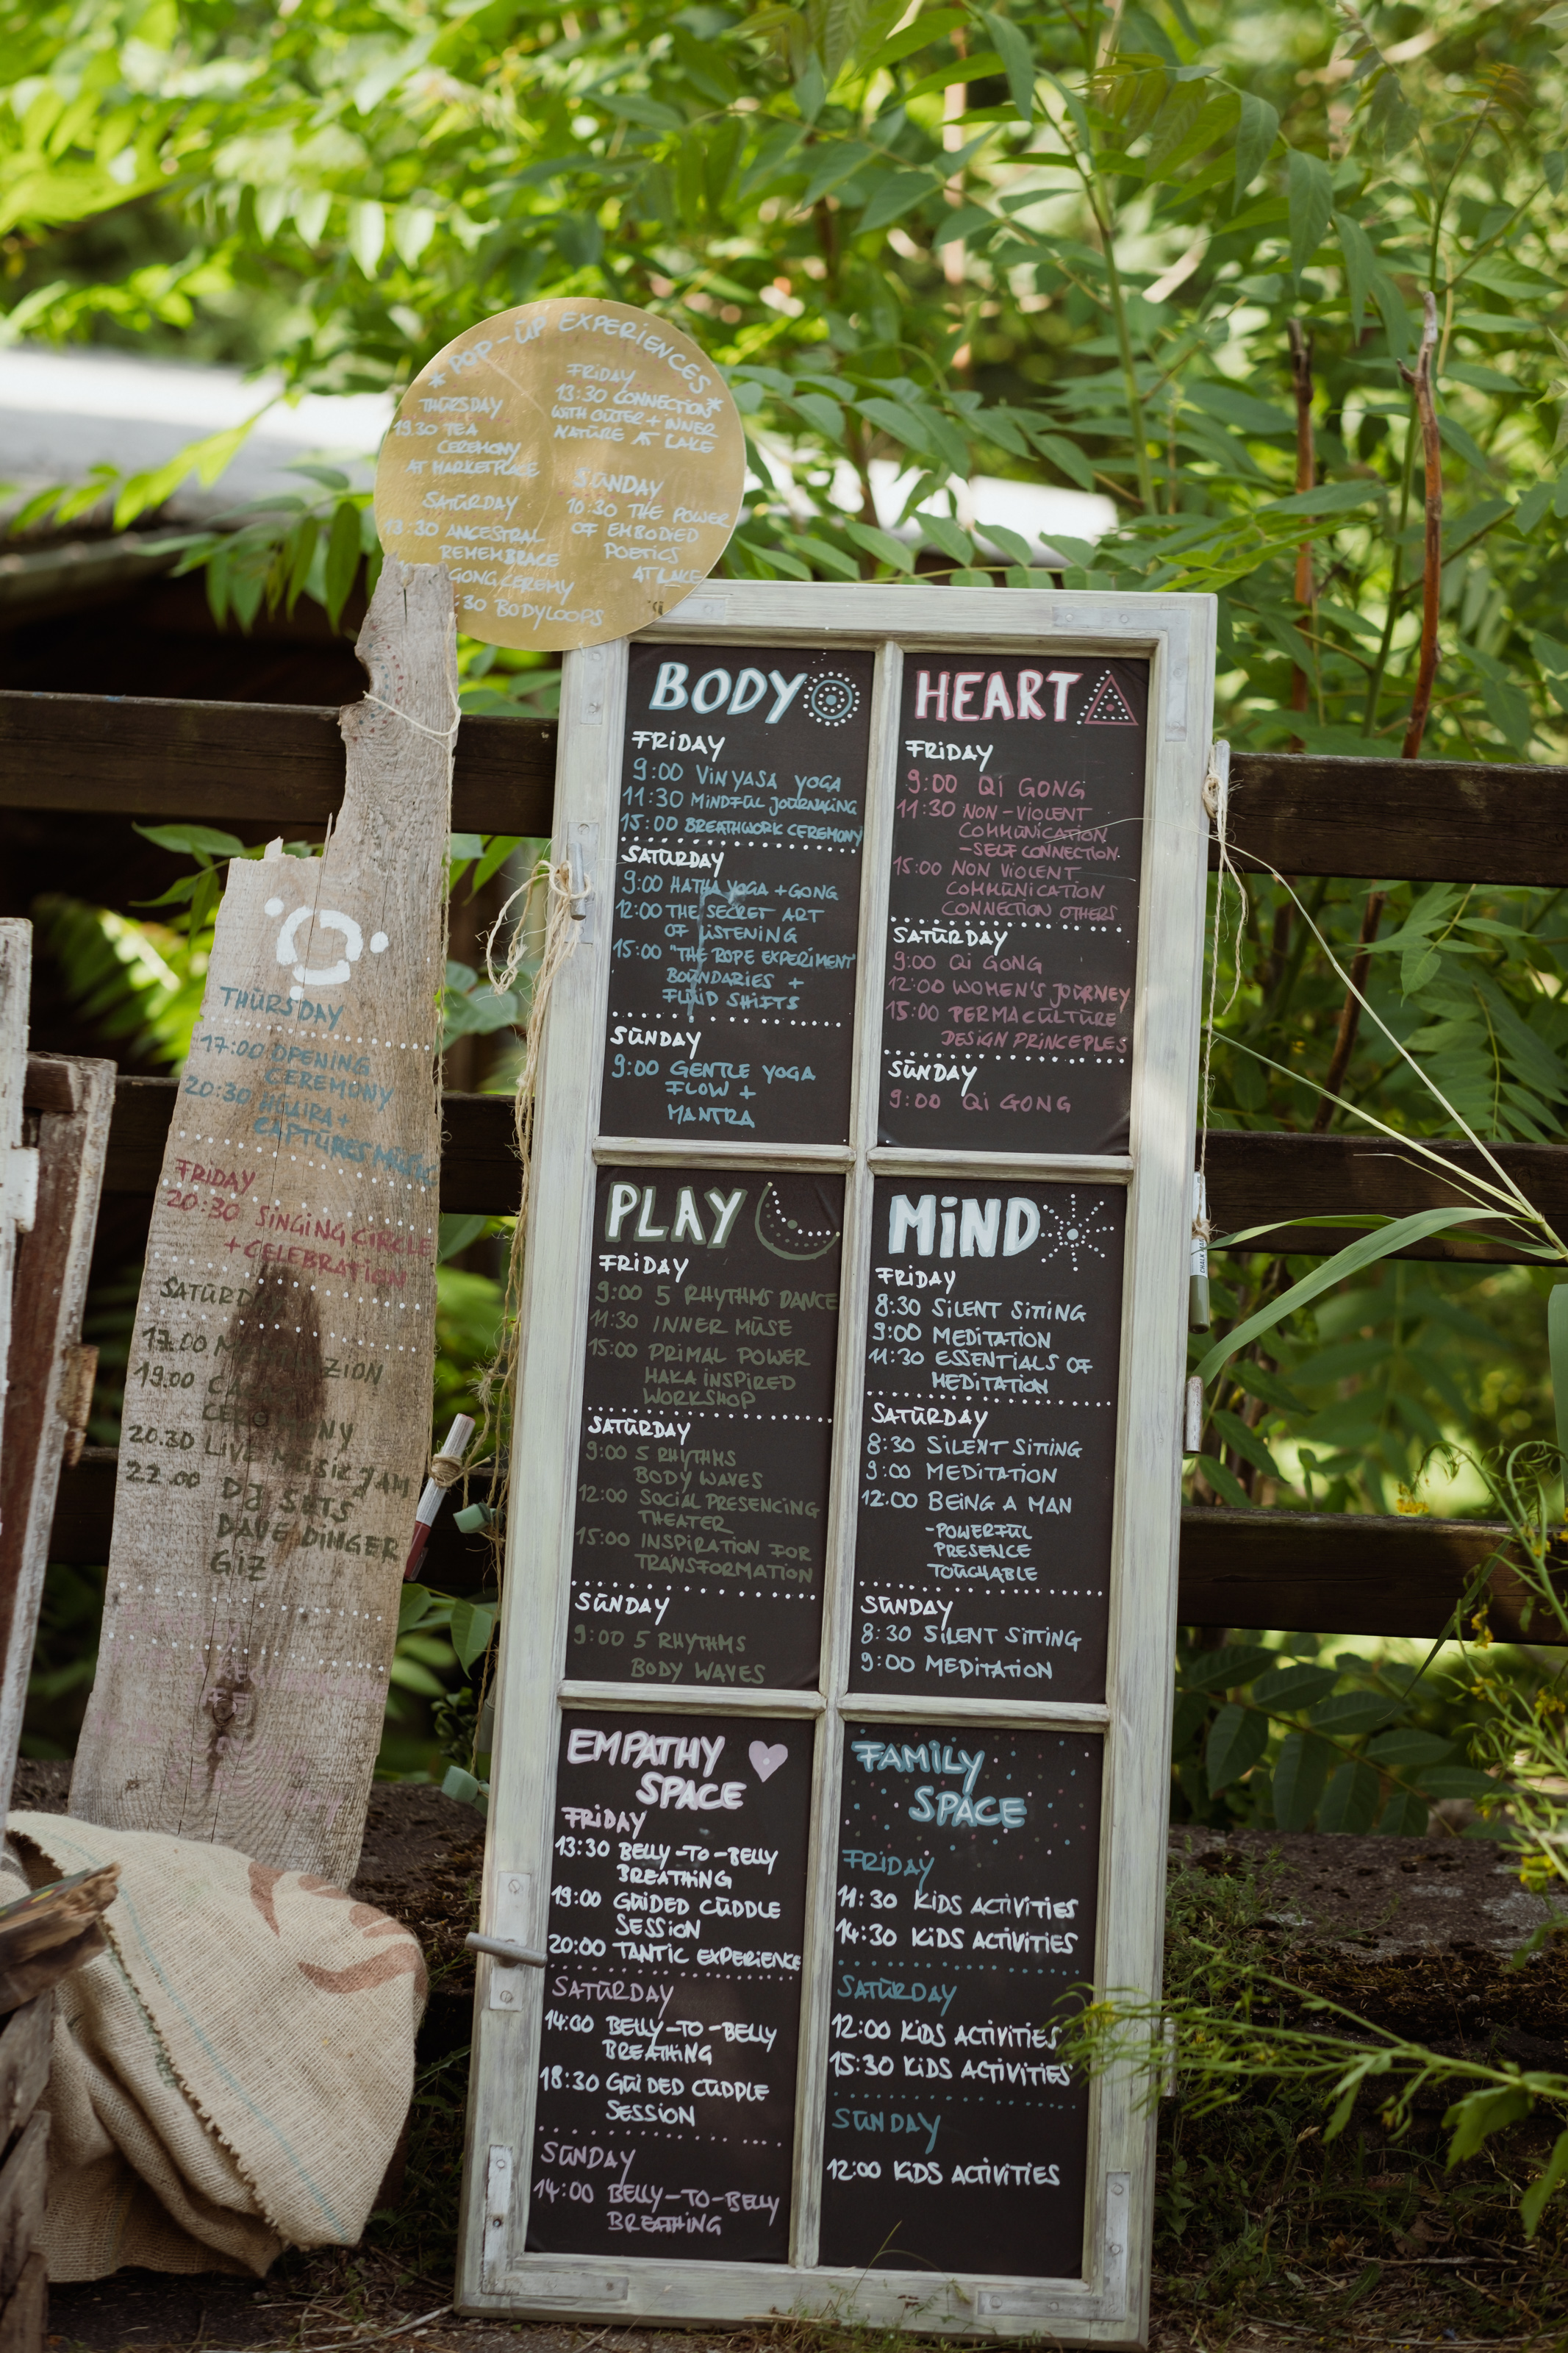 * POP-UP EXPERIENCES *
THURSDAY
19.30 TEA
CEREMONY
AT MARKETPLACE
SATURDAY
13:30 ANCESTRAL
REMEMBRACE
GONG CEREMY
:30 BODYLOOPS
FRIDAY
13:30 CONNECTION
WITH OUTER + INNER
NATURE AT LAKE
SUNDAY
10:30 THE POWER
OF EMBODIED
POETICS
AT LAKE
THURSDAY
17:00 OPENING
CEREMONY
20:30
CAPTURES MUSIC
FRIDAY
20:30 SINGING CIRCLE
+ CELEBRATION
SATURDAY
17.00
19.00
20.30 LIVE MUSIC JAM
22.00 DJ SETS
DAVE DINGER
GIZ
BODY
FRIDAY
9:00 VINYASA YOGA
11:30 MINDFUL JOURNALING
15:00 BREATHWORK CEREMONY
SATURDAY
9:00 HATHA YOGA + GONG
12:00 THE SECRET ART
OF LISTENING
15:00 "THE ROPE EXPERIMENT"
BOUNDARIES +
FLUID SHIFTS
SUNDAY
9:00 GENTLE YOGA
FLOW +
MANTRA
HEART
FRIDAY
9:00 QI GONG
11:30 NON-VIOLENT
COMMUNICATION
- SELF CONNECTION
15:00 NON VIOLENT
COMMUNICATION
CONNECTION OTHERS
SATURDAY
9:00 QI GONG
12:00 WOMEN'S JOURNEY
15:00 PERMACULTURE
DESIGN PRINCEPLES
SUNDAY
9:00 QI GONG
PLAY
FRIDAY
9:00 5 RHYTHMS DANCE
11:30 INNER MUSE
15:00 PRIMAL POWER
HAKA INSPIRED
WORKSHOP
SATURDAY
9:00 5 RHYTHMS
BODY WAVES
12:00 SOCIAL PRESENCING
THEATER
15:00 INSPIRATION FOR
TRANSFORMATION
SUNDAY
9:00 5 RHYTHMS
BODY WAVES
MIND
FRIDAY
8:30 SILENT SITTING
9:00 MEDITATION
11:30 ESSENTIALS OF
MEDITATION
SATURDAY
8:30 SILENT SITTING
9:00 MEDITATION
12:00 BEING A MAN
- POWERFUL
PRESENCE
TOUCHABLE
SUNDAY
8:30 SILENT SITTING
9:00 MEDITATION
EMPATHY
SPACE
FRIDAY
13:30 BELLY-TO-BELLY
BREATHING
19:00 GUIDED CUDDLE
SESSION
20:00 TANTIC EXPERIENCE
SATURDAY
14:00 BELLY-TO-BELLY
BREATHING
18:30 GUIDED CUDDLE
SESSION
SUNDAY
14:00 BELLY-TO-BELLY
BREATHING
FAMILY
SPACE
FRIDAY
11:30 KIDS ACTIVITIES
14:30 KIDS ACTIVITIES
SATURDAY
12:00 KIDS ACTIVITIES
15:30 KIDS ACTIVITIES
SUNDAY
12:00 KIDS ACTIVITIES